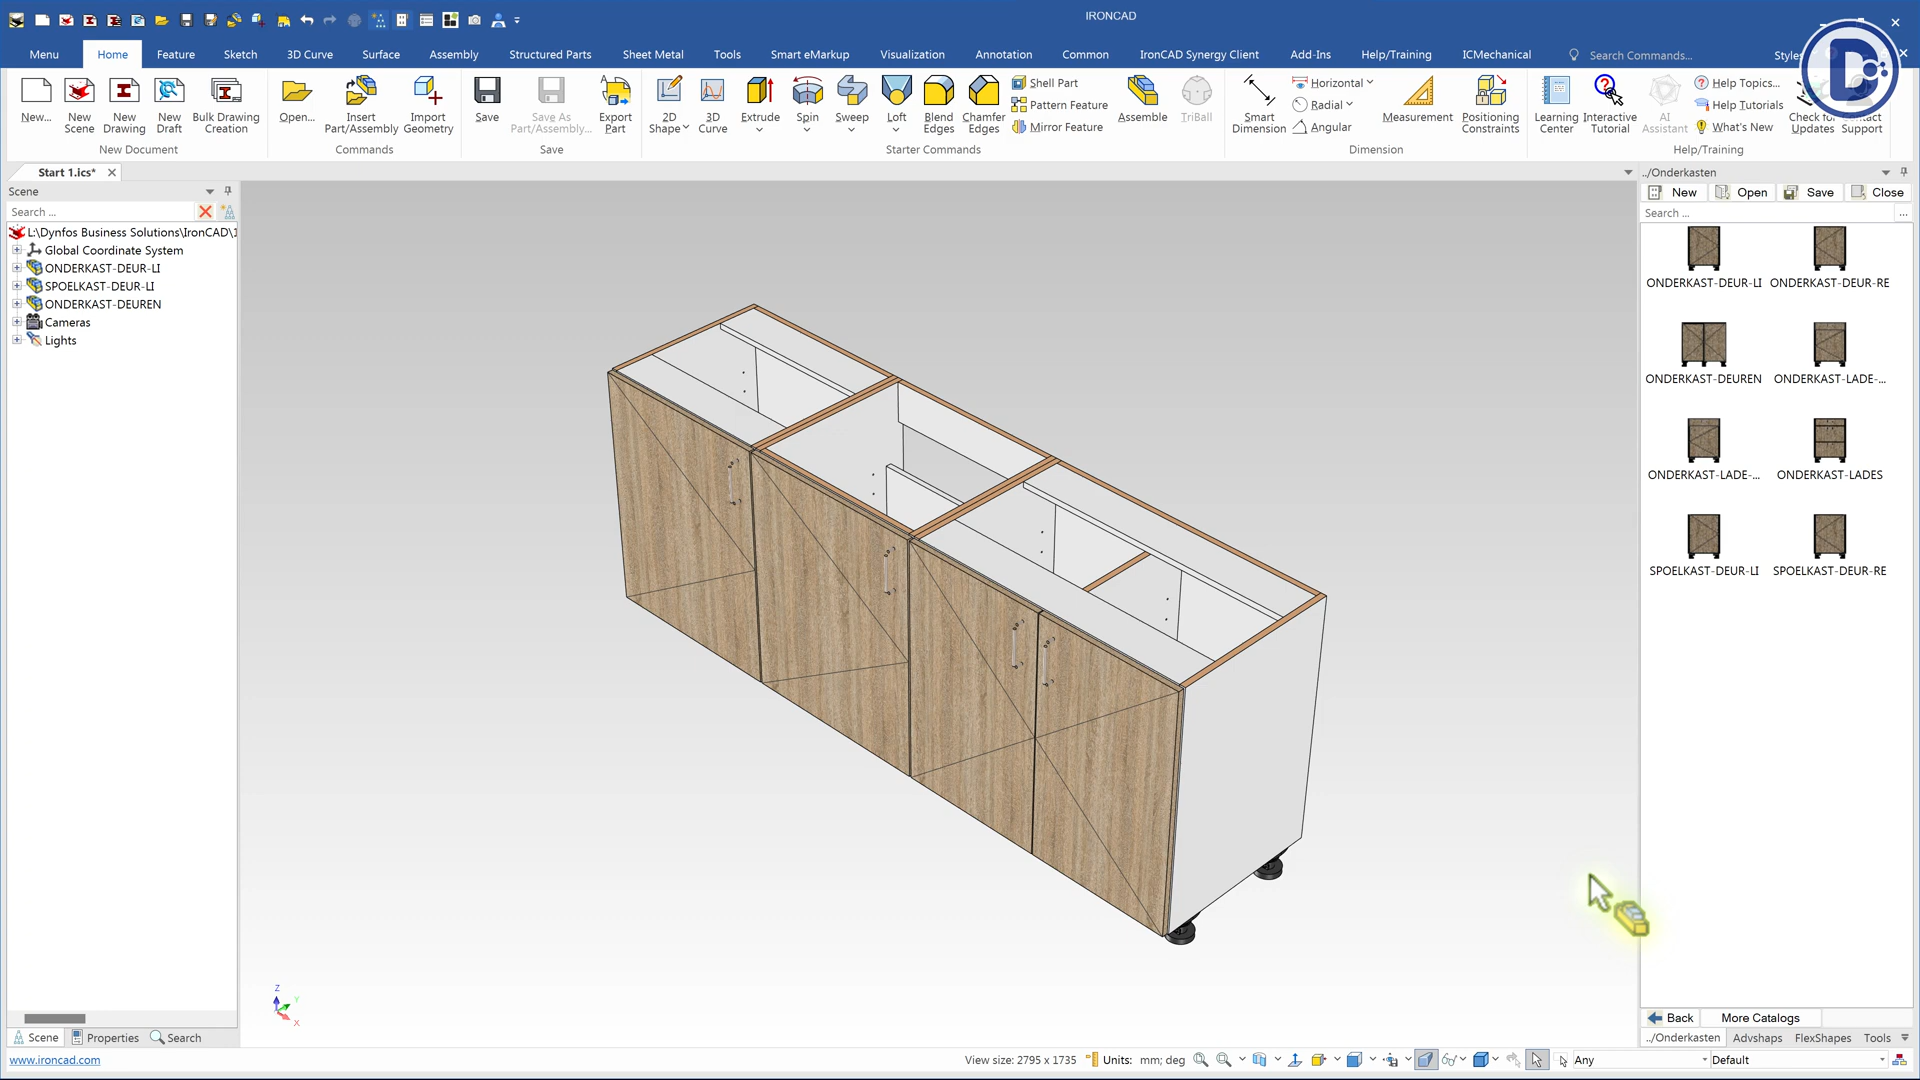 IRONCAD
Menu Home Feature Sketch 3D Curve Surface Assembly Structured Parts Sheet Metal Tools Smart eMarkup Visualization Annotation Common IronCAD Synergy Client Add-Ins Help/Training ICMechanical Search Commands... Styles
New... New Scene New Drawing New Draft Bulk Drawing Creation
New Document
Open... Insert Part/Assembly Import Geometry
Commands
Save Save As Part/Assembly... Export Part
Save
2D Shape 3D Curve Extrude Spin Sweep Loft Blend Edges Chamfer Edges Shell Part Pattern Feature Mirror Feature Assemble TriBall
Starter Commands
Smart Dimension Horizontal Radial Angular Measurement Positioning Constraints
Dimension
Learning Center Interactive Tutorial AI Assistant Help Topics... Help Tutorials What's New Check for Updates Support
Help/Training
Start 1.ics*
Scene
Search ...
L:\Dynfos Business Solutions\IronCAD\1
Global Coordinate System
ONDERKAST-DEUR-LI
SPOELKAST-DEUR-LI
ONDERKAST-DEUREN
Cameras
Lights
Z
Y
X
../Onderkasten
New Open Save Close
Search ...
ONDERKAST-DEUR-LI ONDERKAST-DEUR-RE
ONDERKAST-DEUREN ONDERKAST-LADE-...
ONDERKAST-LADE-... ONDERKAST-LADES
SPOELKAST-DEUR-LI SPOELKAST-DEUR-RE
Back More Catalogs
../Onderkasten Advshaps FlexShapes Tools
Scene Properties Search
www.ironcad.com
View size: 2795 x 1735 Units: mm; deg Any Default